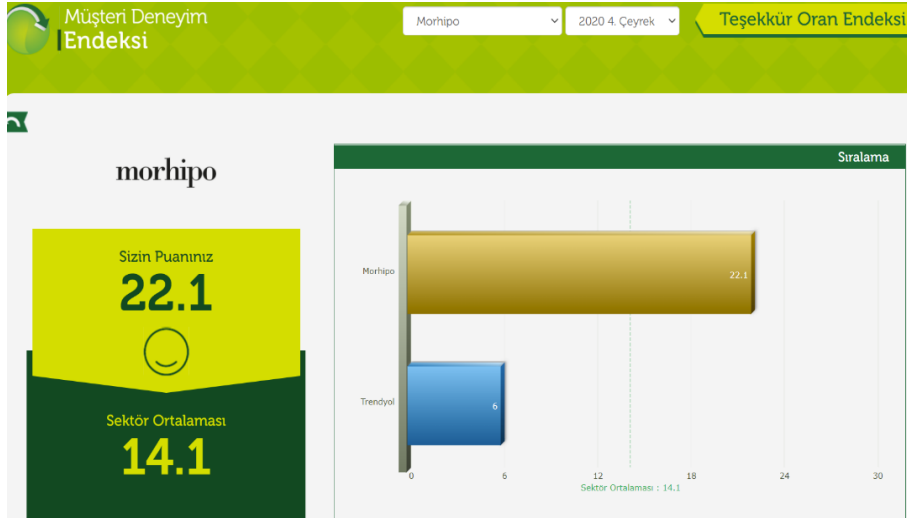 Müşteri Deneyim
Endeksi
Morhipo
2020 4. Çeyrek
Teşekkür Oran Endeksi
morhipo
Sizin Puanınız
22.1
Sektör Ortalaması
14.1
Sıralama
Morhipo
22.1
Trendyol
6
0 6 12 18 24 30
Sektör Ortalaması : 14.1